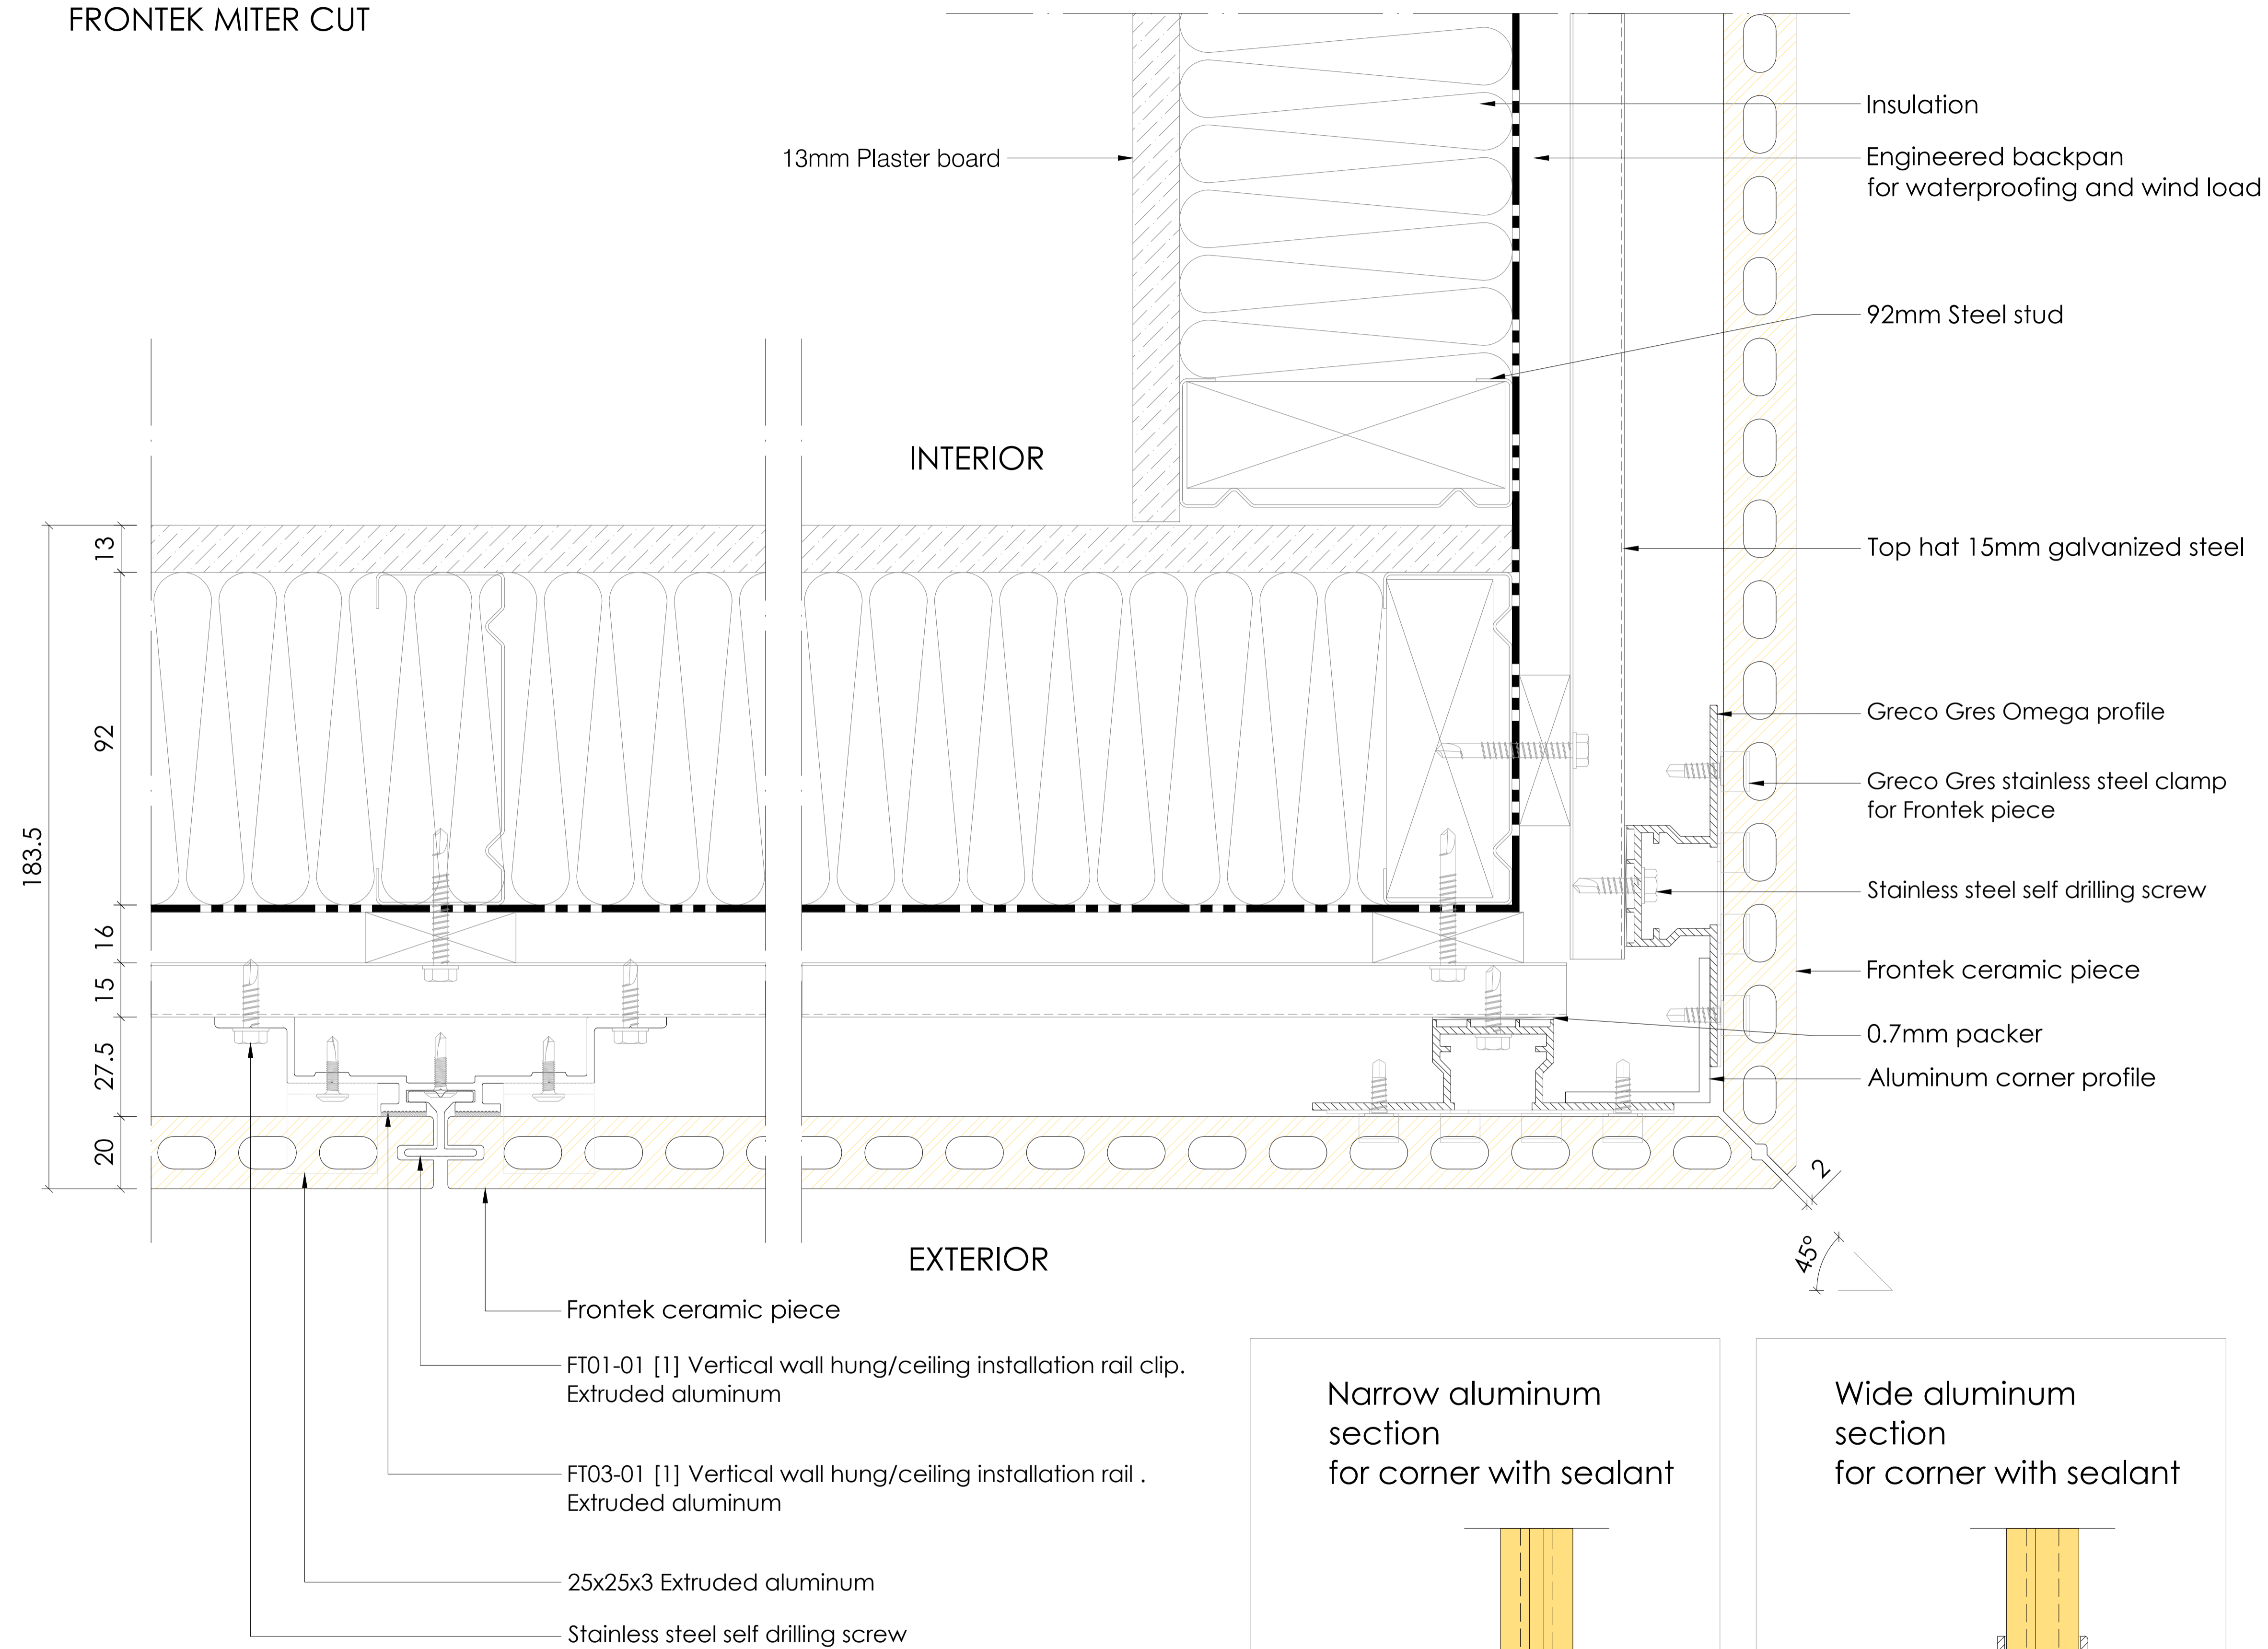 FRONTEK MITER CUT
Insulation
13mm Plaster board
Engineered backpan
for waterproofing and wind load
92mm Steel stud
INTERIOR
Top hat 15mm galvanized steel
13
92
16
15
27.5
20
183.5
Greco Gres Omega profile
Greco Gres stainless steel clamp
for Frontek piece
Stainless steel self drilling screw
Frontek ceramic piece
0.7mm packer
Aluminum corner profile
2
45°
EXTERIOR
Frontek ceramic piece
FT01-01 [1] Vertical wall hung/ceiling installation rail clip.
Extruded aluminum
FT03-01 [1] Vertical wall hung/ceiling installation rail .
Extruded aluminum
25x25x3 Extruded aluminum
Stainless steel self drilling screw
Narrow aluminum
section
for corner with sealant
Wide aluminum
section
for corner with sealant